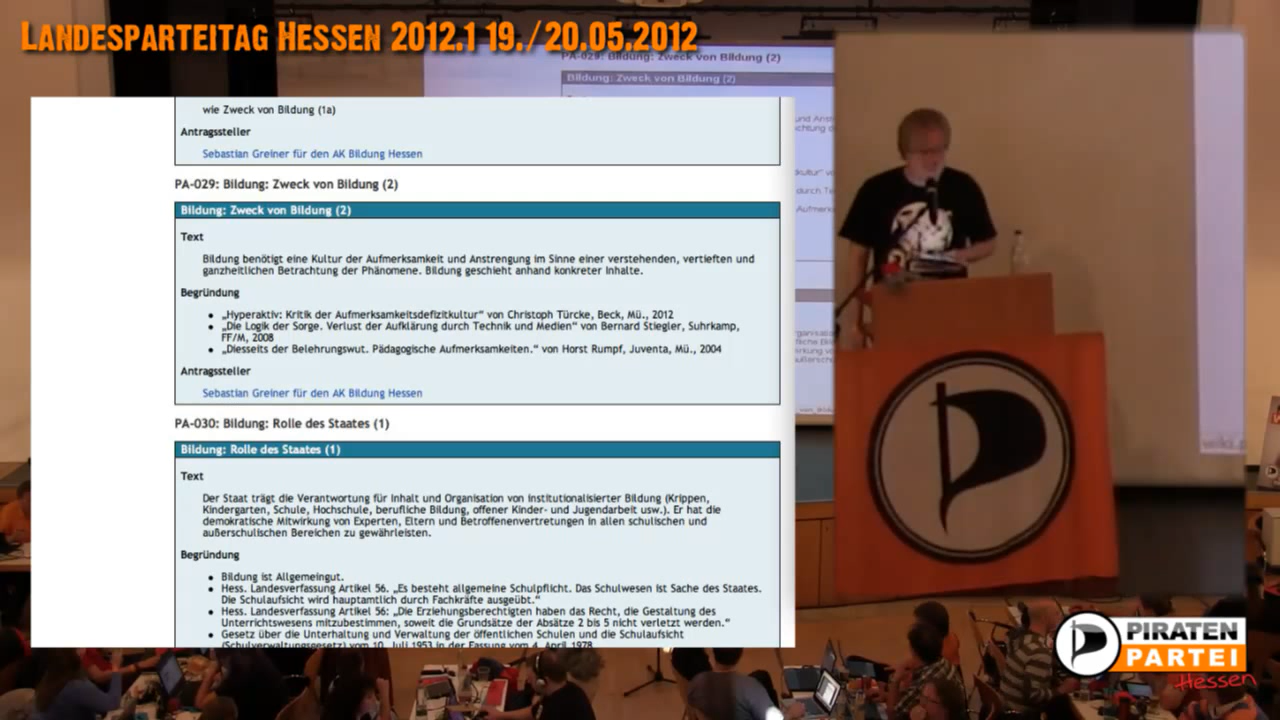 LANDESPARTEITAG HESSEN 2012.1 19./20.05.2012
PA-029: Bildung: Zweck von Bildung (2)
Bildung: Zweck von Bildung (2)
wie Zweck von Bildung (1a)
Antragssteller
Sebastian Greiner für den AK Bildung Hessen
PA-029: Bildung: Zweck von Bildung (2)
Bildung: Zweck von Bildung (2)
Text
Bildung benötigt eine Kultur der Aufmerksamkeit und Anstrengung im Sinne einer verstehenden, vertieften und
ganzheitlichen Betrachtung der Phänomene. Bildung geschieht anhand konkreter Inhalte.
Begründung
• „Hyperaktiv: Kritik der Aufmerksamkeitsdefizitkultur“ von Christoph Türcke, Beck, Mü., 2012
• „Die Logik der Sorge. Verlust der Aufklärung durch Technik und Medien“ von Bernard Stiegler, Suhrkamp,
FF/M, 2008
• „Diesseits der Belehrungswut. Pädagogische Aufmerksamkeiten.“ von Horst Rumpf, Juventa, Mü., 2004
Antragssteller
Sebastian Greiner für den AK Bildung Hessen
PA-030: Bildung: Rolle des Staates (1)
Bildung: Rolle des Staates (1)
Text
Der Staat trägt die Verantwortung für Inhalt und Organisation von institutionalisierter Bildung (Krippen,
Kindergarten, Schule, Hochschule, berufliche Bildung, offener Kinder- und Jugendarbeit usw.). Er hat die
demokratische Mitwirkung von Experten, Eltern und Betroffenenvertretungen in allen schulischen und
außerschulischen Bereichen zu gewährleisten.
Begründung
• Bildung ist Allgemeingut.
• Hess. Landesverfassung Artikel 56. „Es besteht allgemeine Schulpflicht. Das Schulwesen ist Sache des Staates.
Die Schulaufsicht wird hauptamtlich durch Fachkräfte ausgeübt.“
• Hess. Landesverfassung Artikel 56: „Die Erziehungsberechtigten haben das Recht, die Gestaltung des
Unterrichtswesens mitzubestimmen, soweit die Grundsätze der Absätze 2 bis 5 nicht verletzt werden.“
• Gesetz über die Unterhaltung und Verwaltung der öffentlichen Schulen und die Schulaufsicht
(Schulverwaltungsgesetz) vom 10. Juli 1953 in der Fassung vom 4. April 1978
PIRATEN
PARTEI
Hessen